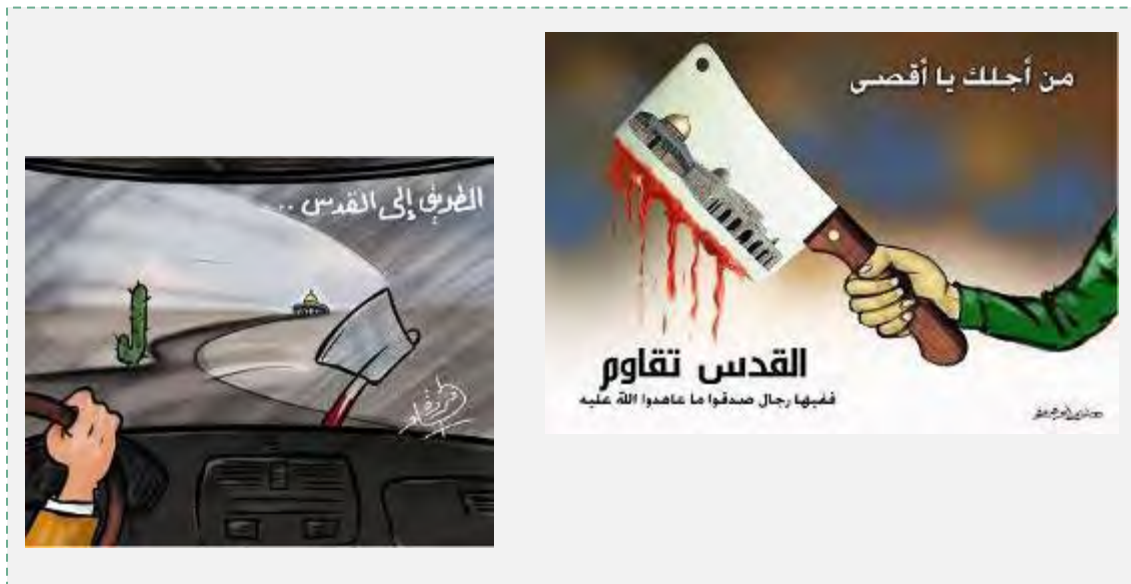 الطريق إلى القدس ..
من أجلك يا أقصى
القدس تقاوم
ففيها رجال صدقوا ما عاهدوا الله عليه